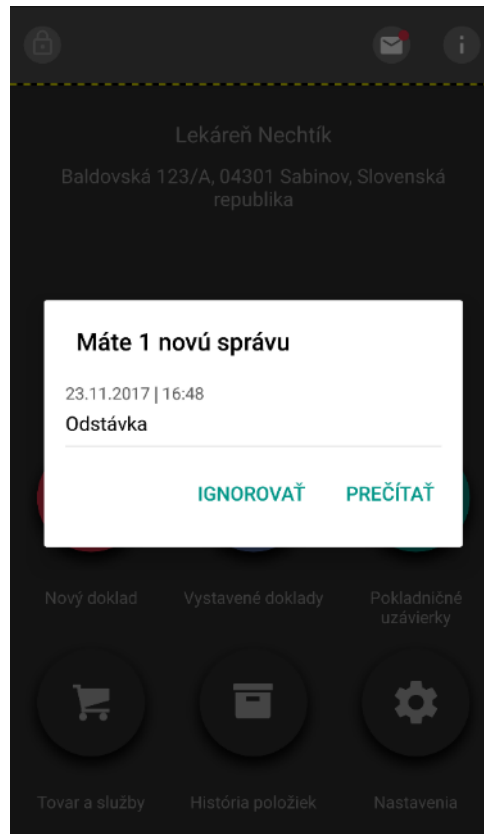 Lekáreň Nechtík
Baldovská 123/A, 04301 Sabinov, Slovenská
republika
Máte 1 novú správu
23.11.2017 | 16:48
Odstávka
IGNOROVAŤ PREČÍTAŤ
Nový doklad Vystavené doklady Pokladničné
uzávierky
Tovar a služby História položiek Nastavenia